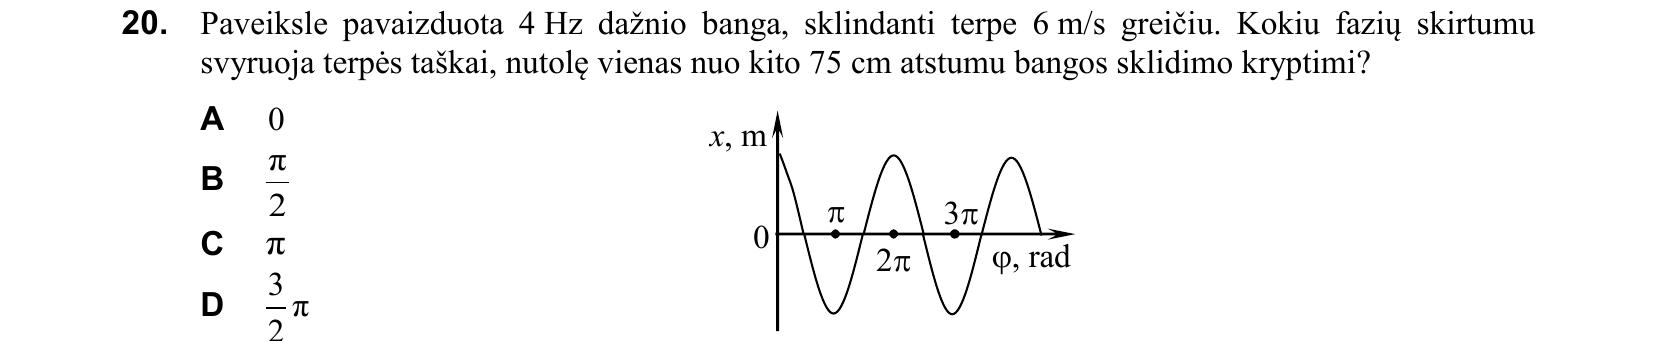 20. Paveiksle pavaizduota 4 Hz dažnio banga, sklindanti terpe 6 m/s greičiu. Kokiu fazių skirtumu
svyruoja terpės taškai, nutolę vienas nuo kito 75 cm atstumu bangos sklidimo kryptimi?
A 0
B π/2
C π
D 3/2 π
x, m
π
3π
0
2π
φ, rad